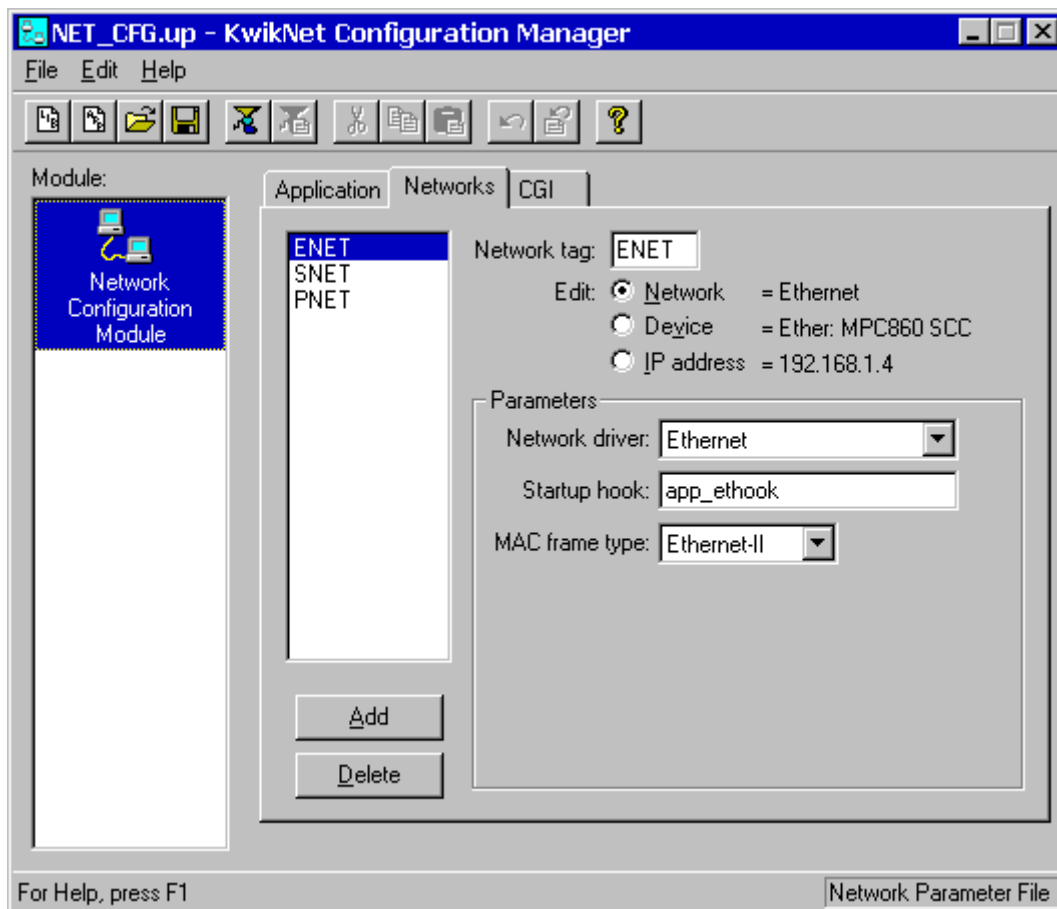 NET_CFG.up - KwikNet Configuration Manager
File Edit Help
Module:
Network
Configuration
Module
Application Networks CGI
ENET
SNET
PNET
Network tag: ENET
Edit: Network = Ethernet
Device = Ether: MPC860 SCC
IP address = 192.168.1.4
Parameters
Network driver: Ethernet
Startup hook: app_ethook
MAC frame type: Ethernet-II
Add
Delete
For Help, press F1
Network Parameter File